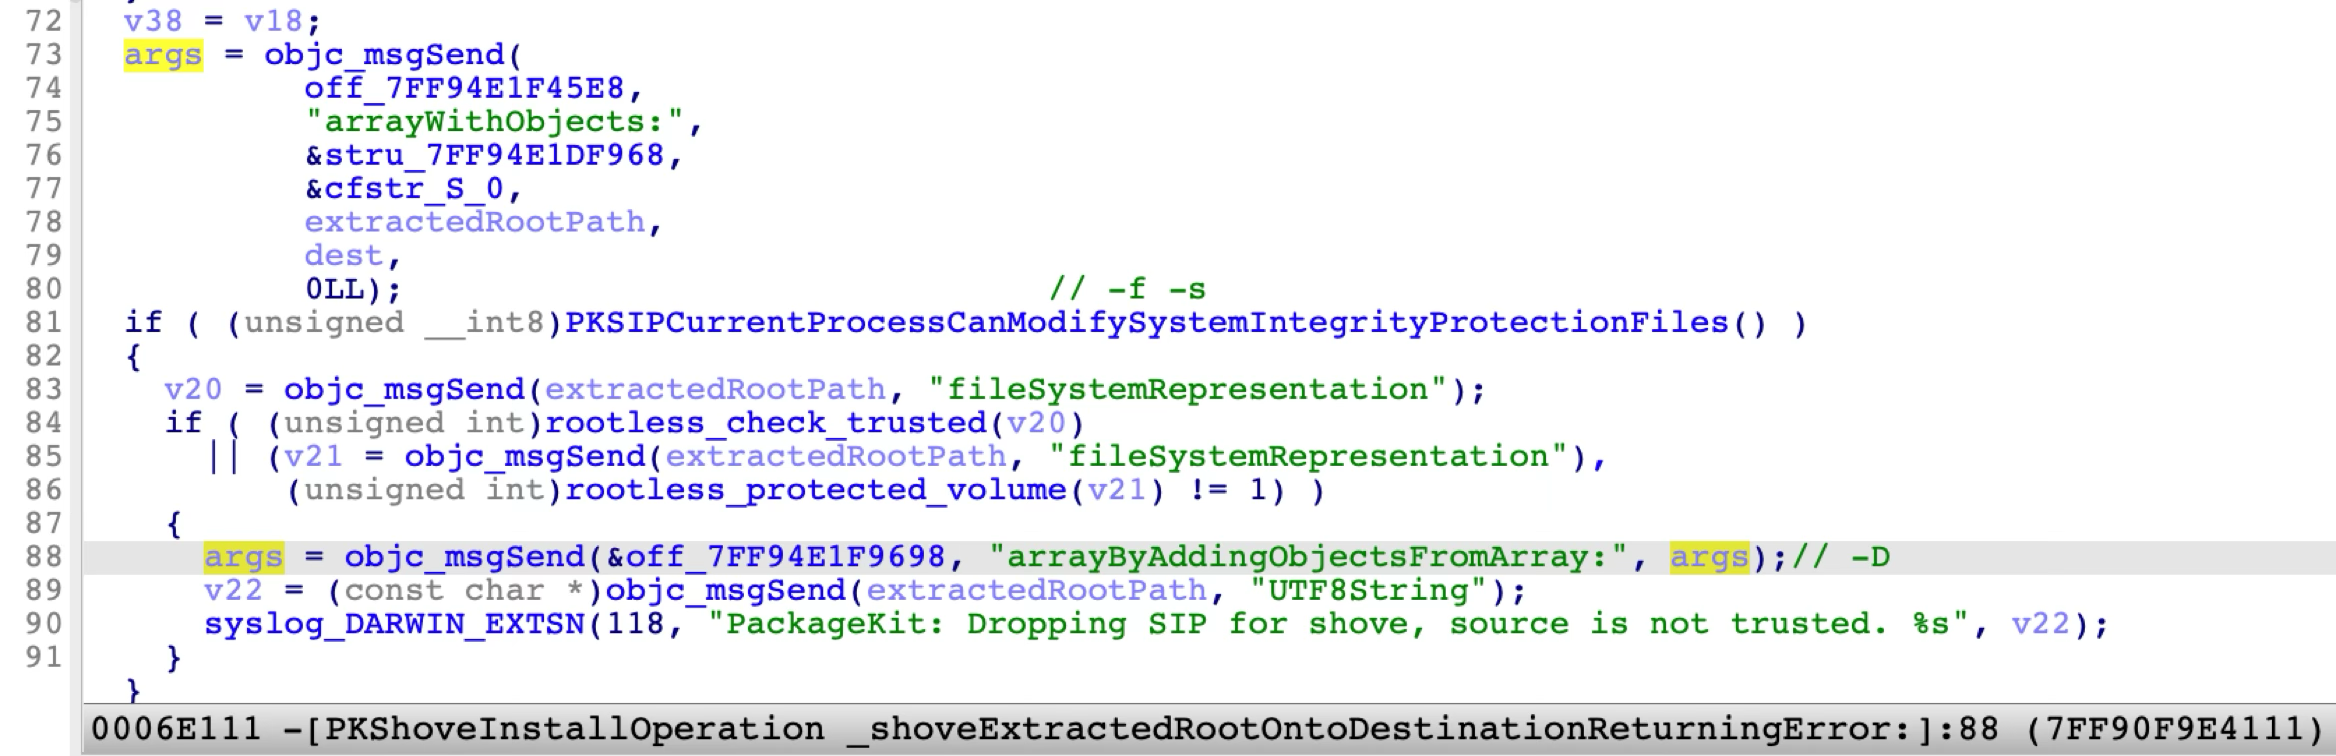 72 v38 = v18;
73 args = objc_msgSend(
74 off_7FF94E1F45E8,
75 "arrayWithObjects:",
76 &stru_7FF94E1DF968,
77 &cfstr_S_0,
78 extractedRootPath,
79 dest,
80 0LL); // -f -s
81 if ( (unsigned __int8)PKSIPCurrentProcessCanModifySystemIntegrityProtectionFiles() )
82 {
83 v20 = objc_msgSend(extractedRootPath, "fileSystemRepresentation");
84 if ( (unsigned int)rootless_check_trusted(v20)
85 || (v21 = objc_msgSend(extractedRootPath, "fileSystemRepresentation"),
86 (unsigned int)rootless_protected_volume(v21) != 1) )
87 {
88 args = objc_msgSend(&off_7FF94E1F9698, "arrayByAddingObjectsFromArray:", args);// -D
89 v22 = (const char *)objc_msgSend(extractedRootPath, "UTF8String");
90 syslog_DARWIN_EXTSN(118, "PackageKit: Dropping SIP for shove, source is not trusted. %s", v22);
91 }
}
0006E111 -[PKShoveInstallOperation _shoveExtractedRootOntoDestinationReturningError:]:88 (7FF90F9E4111)